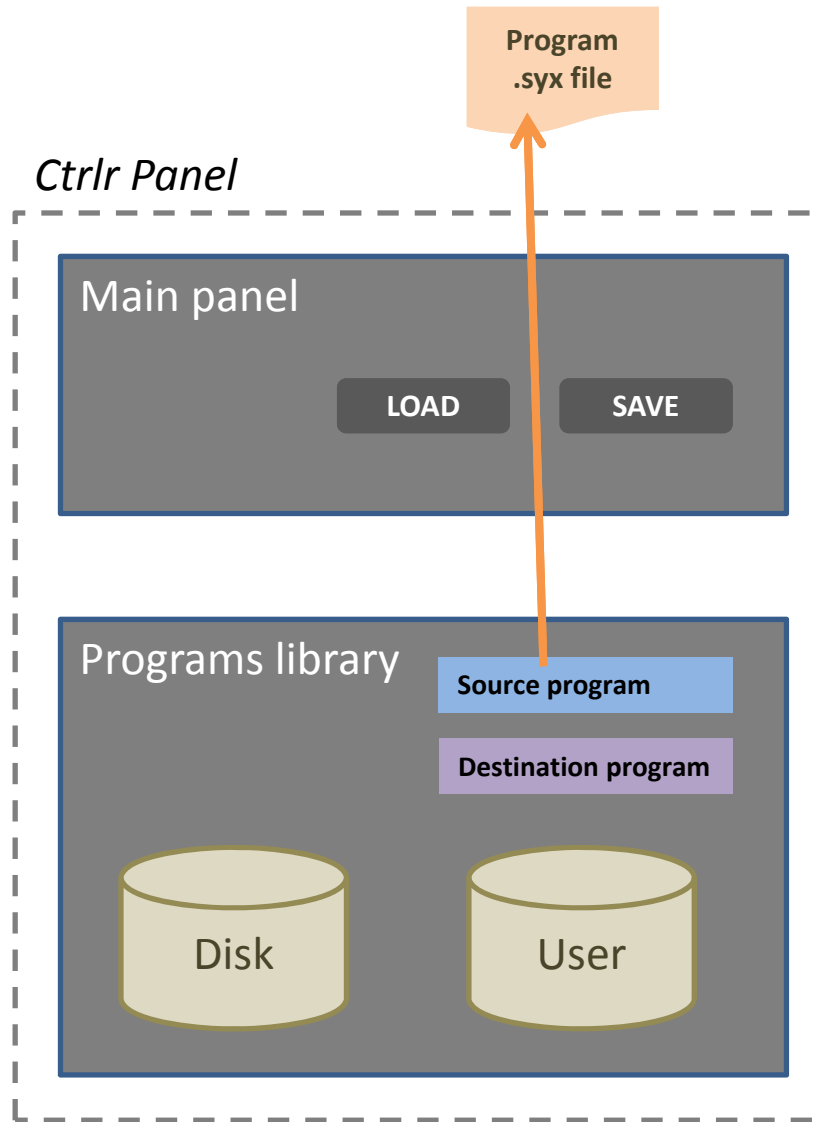 Program
.syx file
Ctrlr Panel
Main panel
LOAD
SAVE
Programs library
Source program
Destination program
Disk
User